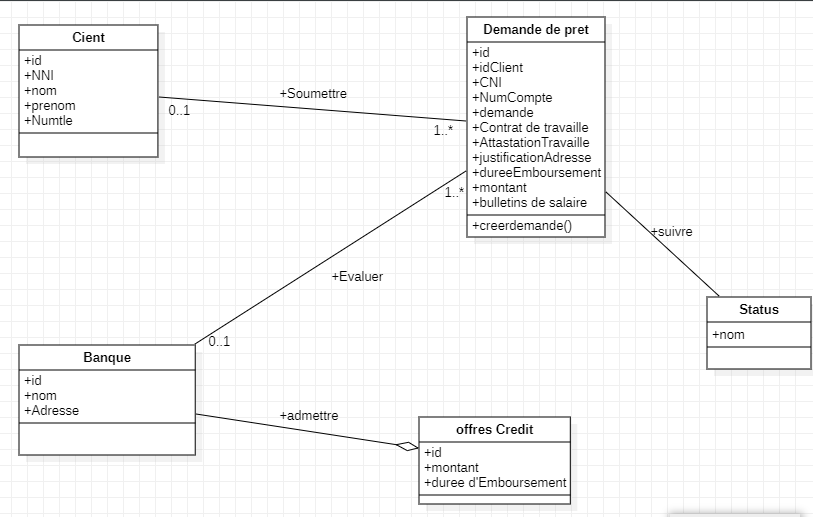 Cient
+id
+NNI
+nom
+prenom
+Numtle
0..1
+Soumettre
1..*
Demande de pret
+id
+idClient
+CNI
+NumCompte
+demande
+Contrat de travaille
+AttastationTravaille
+justificationAdresse
+dureeEmboursement
+montant
+bulletins de salaire
+creerdemande()
1..*
+Evaluer
0..1
+suivre
Status
+nom
Banque
+id
+nom
+Adresse
+admettre
offres Credit
+id
+montant
+duree d'Emboursement